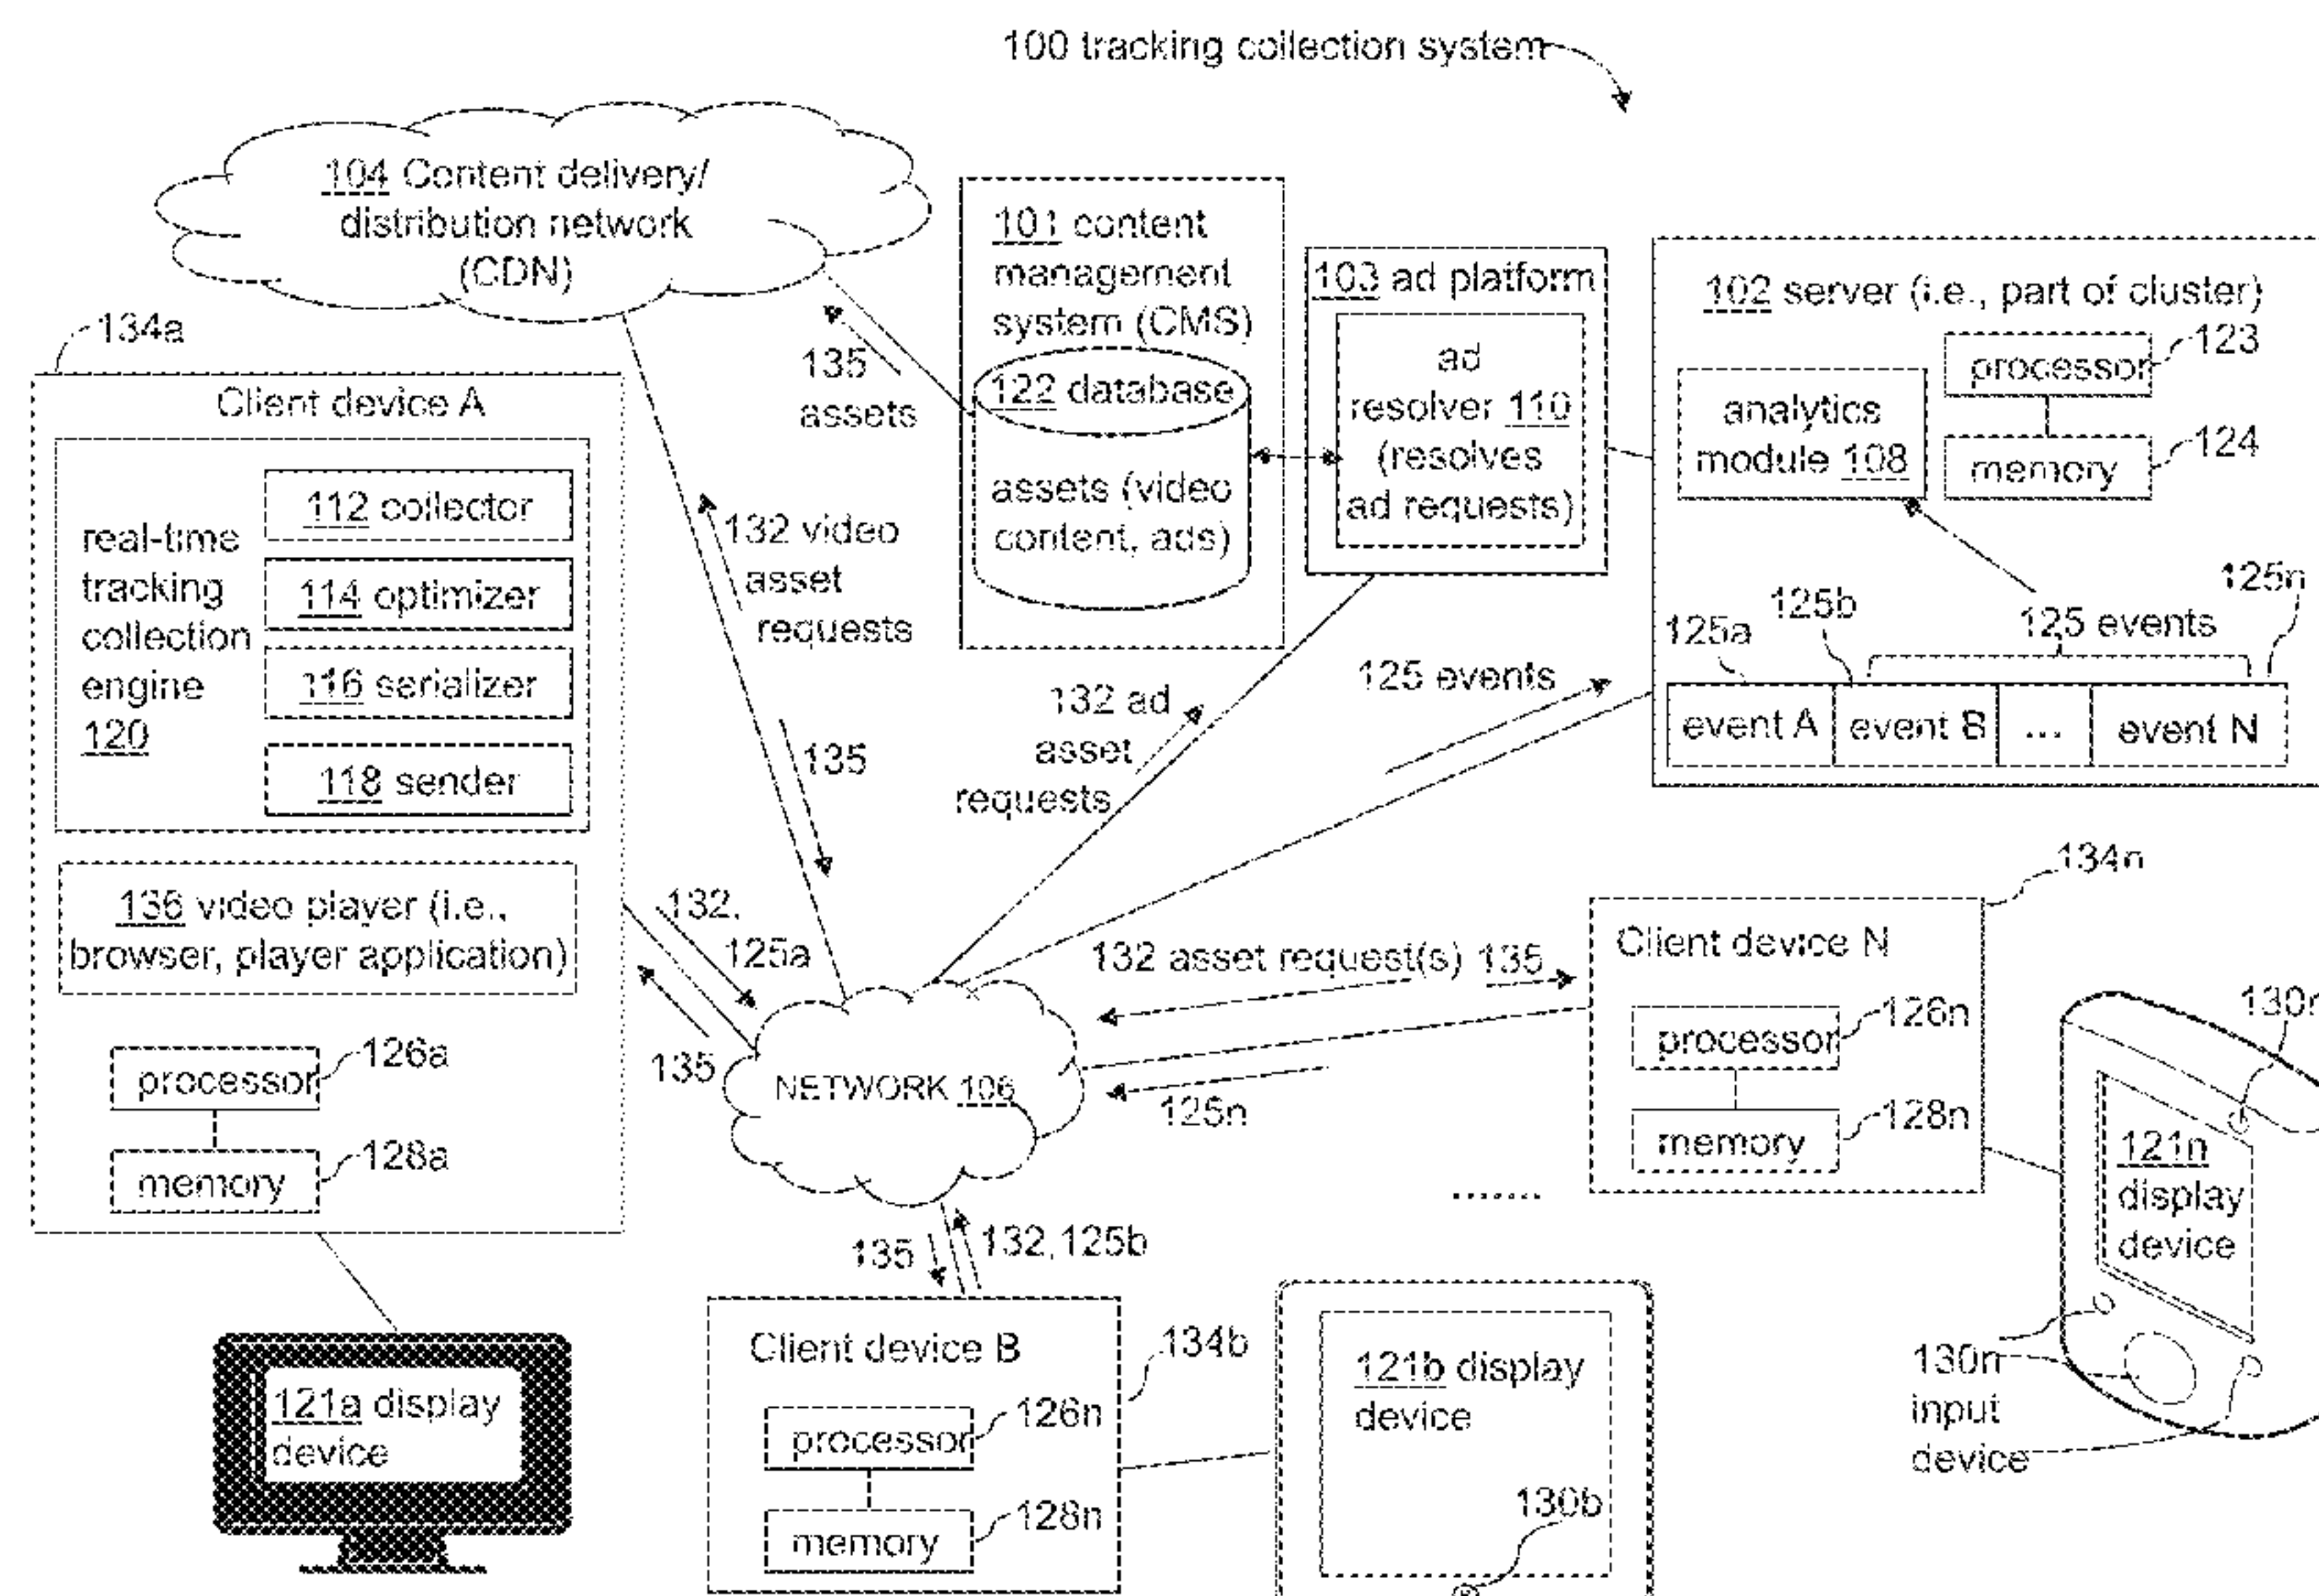 100 tracking collection system
104 Content delivery/
distribution network
(CDN)
101 content
management
system (CMS)
122 database
assets (video
content, ads)
103 ad platform
ad
resolver 110
(resolves
ad requests)
102 server (i.e., part of cluster)
processor
123
memory
124
analytics
module 108
125 events
125a
125b
125n
event A
event B
...
event N
135
assets
134a
Client device A
real-time
tracking
collection
engine
120
112 collector
114 optimizer
116 serializer
118 sender
136 video player (i.e.,
browser, player application)
processor
126a
memory
128a
132 video
asset
requests
135
132 ad
asset
requests
125 events
132,
125a
135
NETWORK 106
132 asset request(s)
135
125n
134n
Client device N
processor
126n
memory
128n
.......
130n
121n
display
device
130n
input
device
135
132, 125b
121a display
device
Client device B
134b
processor
126n
memory
128n
121b display
device
130b